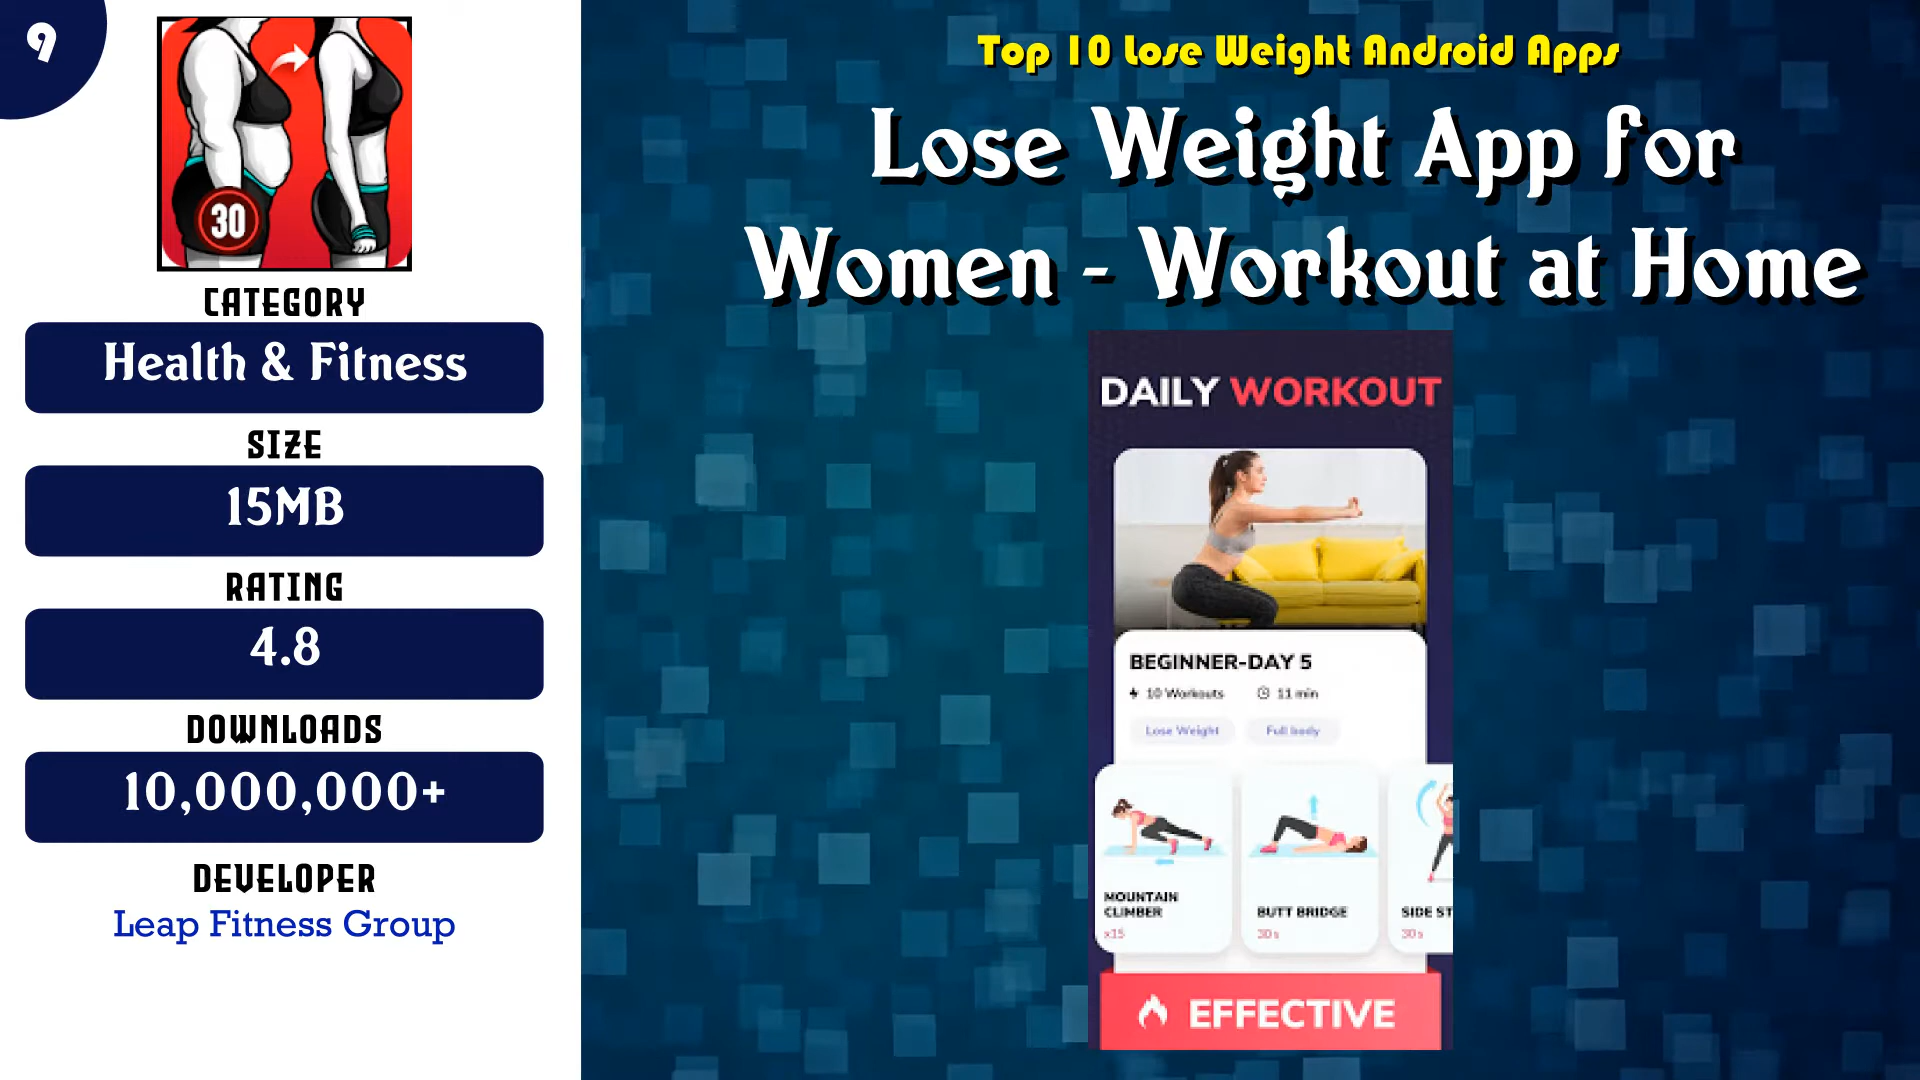 9
30
CATEGORY
Health & Fitness
SIZE
15MB
RATING
4.8
DOWNLOADS
10,000,000+
DEVELOPER
Leap Fitness Group
Top 10 Lose Weight Android Apps
Lose Weight App for
Women - Workout at Home
DAILY WORKOUT
BEGINNER-DAY 5
10 Workouts 11 min
Lose Weight Full body
MOUNTAIN
CLIMBER
x15
BUTT BRIDGE
30s
SIDE ST
30s
EFFECTIVE